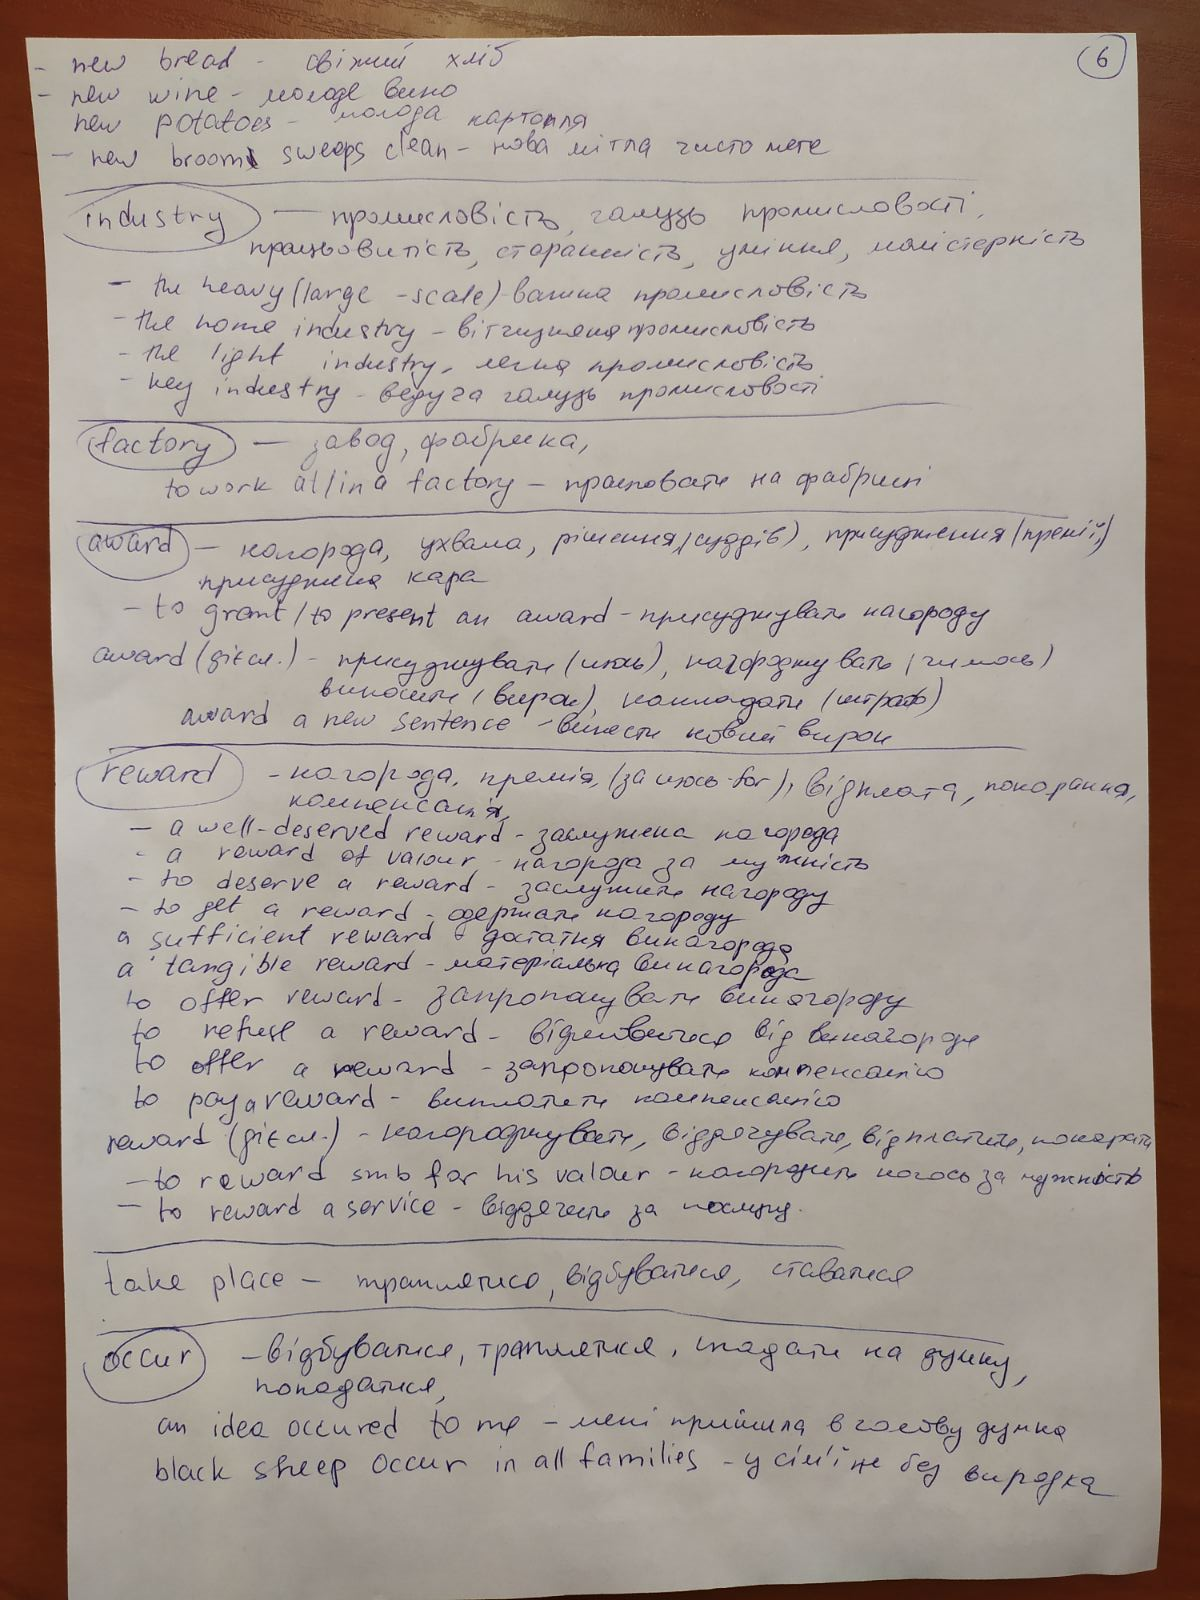 6
- new bread - свіжий хліб
- new wine - молоде вино
new potatoes - молода картопля
- new broom sweeps clean - нова мітла чисто мете
industry - промисловість, галузь промисловості,
працьовитість, старанність, уміння, майстерність
- the heavy (large-scale) - важка промисловість
- the home industry - вітчизняна промисловість
- the light industry, легка промисловість
- key industry - ведуча галузь промисловості
factory - завод, фабрика,
to work at/in a factory - працювати на фабриці
award - нагорода, ухвала, рішення (суддів), присудження (премії)
присуджена кара
- to grant/to present an award - присуджувати нагороду
award (дієсл.) - присуджувати (щось), нагороджувати (чимось)
виносити (вирок), накладати (штраф)
award a new sentence - винести новий вирок
reward - нагорода, премія, (за щось-for), відплата, покарання,
компенсація,
- a well-deserved reward - заслужена нагорода
- a reward of valour - нагорода за мужність
- to deserve a reward - заслужити нагороду
- to get a reward - одержати нагороду
a sufficient reward - достатня винагорода
a tangible reward - матеріальна винагорода
to offer reward - запропонувати винагороду
to refuse a reward - відмовитися від винагороди
to offer a reward - запропонувати компенсацію
to pay a reward - виплатити компенсацію
reward (дієсл.) - нагороджувати, віддячувати, відплатити, покарати
- to reward smb for his valour - нагородить когось за мужність
- to reward a service - віддячить за послугу.
take place - траплятися, відбуватися, ставатися
occur - відбуватися, траплятися, спадати на думку,
попадатися,
an idea occured to me - мені прийшла в голову думка
black sheep occur in all families - у сім'ї не без виродка